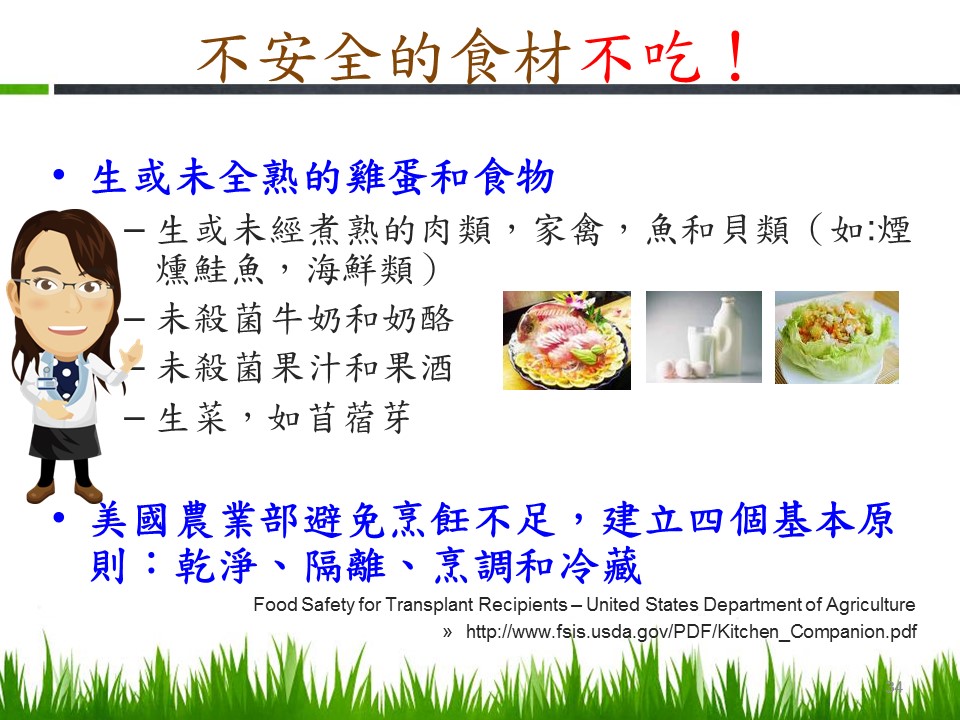 不安全的食材不吃！
• 生或未全熟的雞蛋和食物
– 生或未經煮熟的肉類，家禽，魚和貝類（如:煙
燻鮭魚，海鮮類）
– 未殺菌牛奶和奶酪
– 未殺菌果汁和果酒
– 生菜，如苜蓿芽
• 美國農業部避免烹飪不足，建立四個基本原
則：乾淨、隔離、烹調和冷藏
Food Safety for Transplant Recipients – United States Department of Agriculture
» http://www.fsis.usda.gov/PDF/Kitchen_Companion.pdf
34